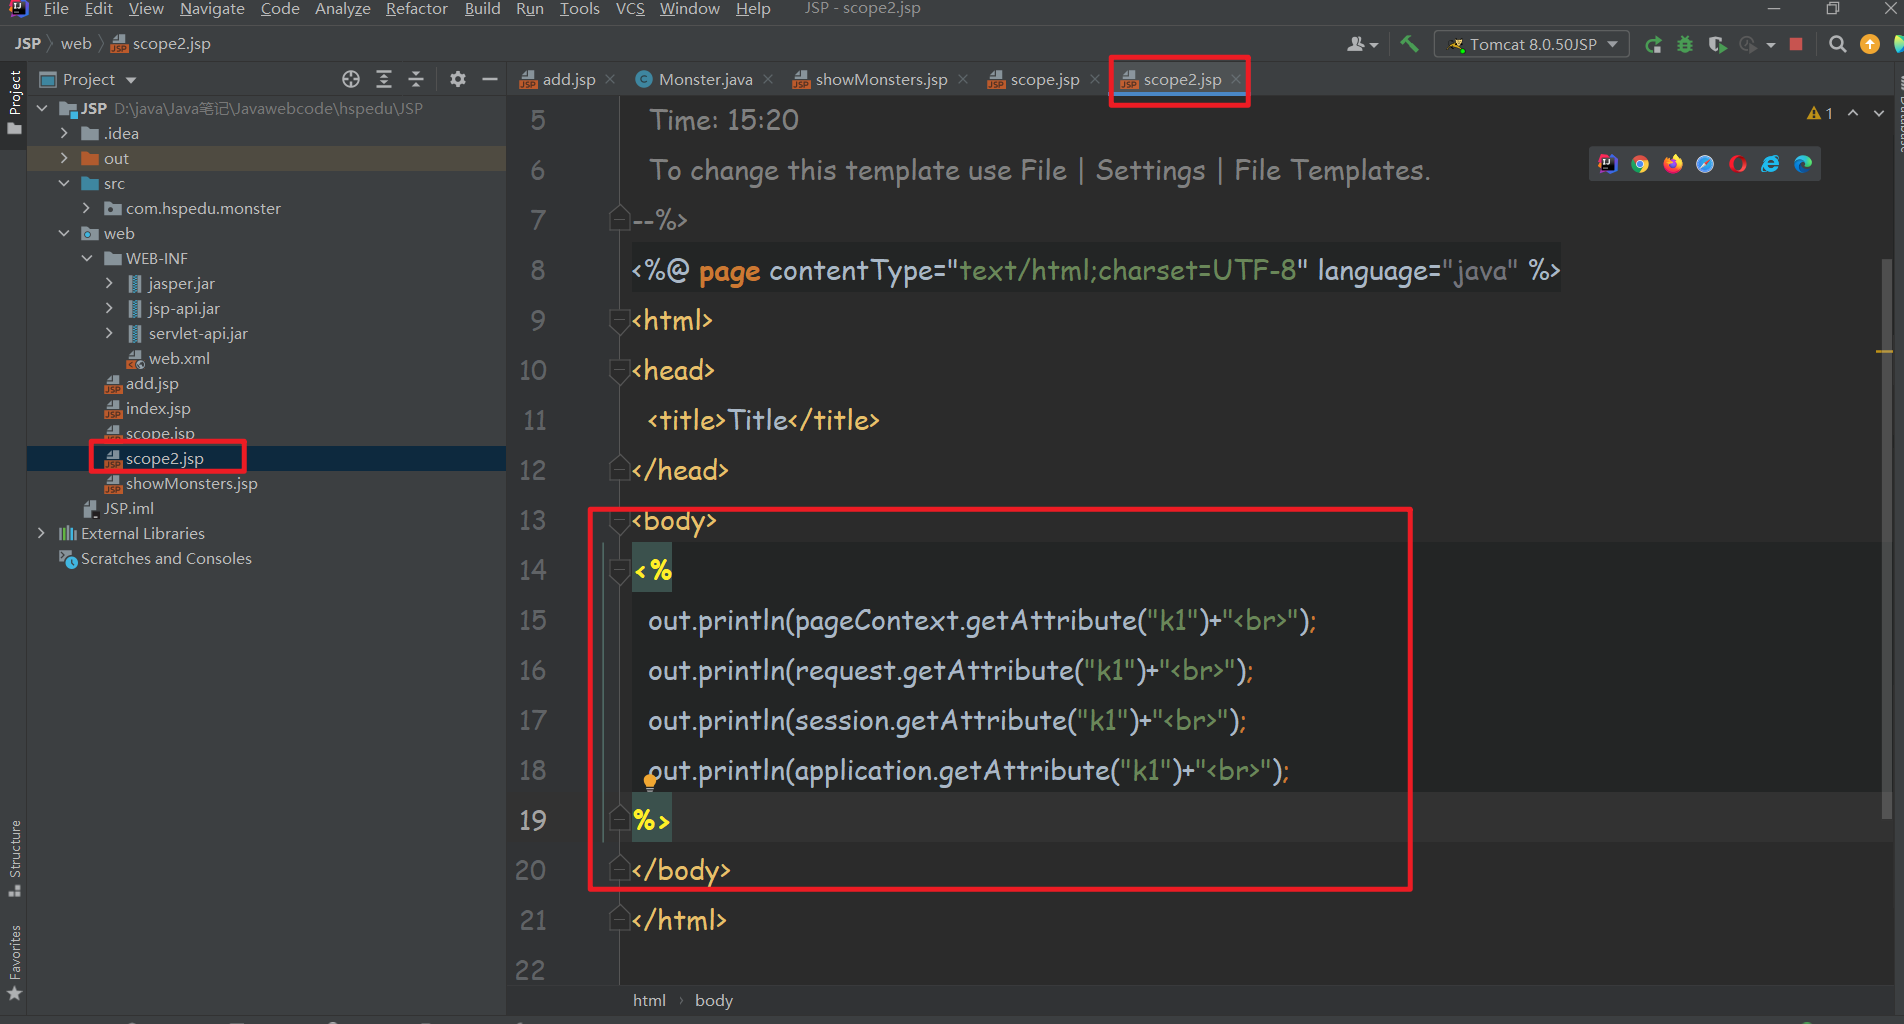 File Edit View Navigate Code Analyze Refactor Build Run Tools VCS Window Help JSP - scope2.jsp
JSP web scope2.jsp
Tomcat 8.0.50JSP
Project
Project
add.jsp Monster.java showMonsters.jsp scope.jsp scope2.jsp
JSP D:\java\Java笔记\Javawebcode\hspedu\JSP
.idea
out
src
com.hspedu.monster
web
WEB-INF
jasper.jar
jsp-api.jar
servlet-api.jar
web.xml
add.jsp
index.jsp
scope.jsp
scope2.jsp
showMonsters.jsp
JSP.iml
External Libraries
Scratches and Consoles
Structure
Favorites
1
5 Time: 15:20
6 To change this template use File | Settings | File Templates.
7 --%>
8 <%@ page contentType="text/html;charset=UTF-8" language="java" %>
9 <html>
10 <head>
11 <title>Title</title>
12 </head>
13 <body>
14 <%
15 out.println(pageContext.getAttribute("k1")+"<br>");
16 out.println(request.getAttribute("k1")+"<br>");
17 out.println(session.getAttribute("k1")+"<br>");
18 out.println(application.getAttribute("k1")+"<br>");
19 %>
20 </body>
21 </html>
22
html body